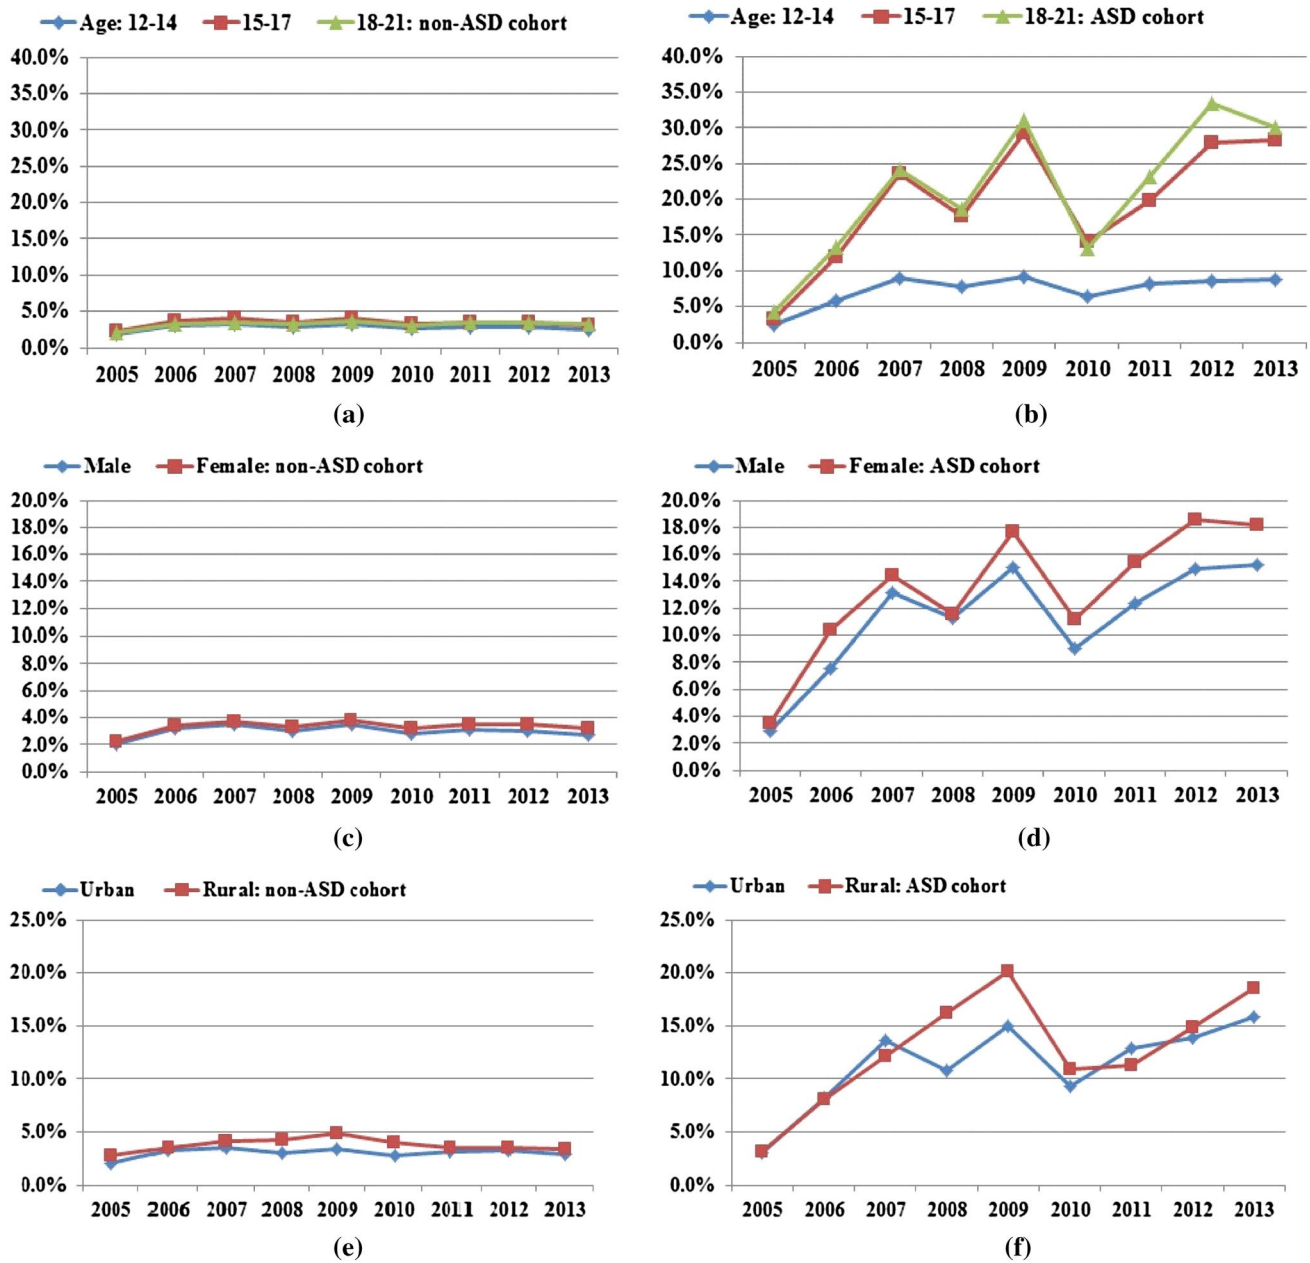 Age: 12-14 15-17 18-21: non-ASD cohort
40.0%
35.0%
30.0%
25.0%
20.0%
15.0%
10.0%
5.0%
0.0%
2005 2006 2007 2008 2009 2010 2011 2012 2013
(a)
Age: 12-14 15-17 18-21: ASD cohort
40.0%
35.0%
30.0%
25.0%
20.0%
15.0%
10.0%
5.0%
0.0%
2005 2006 2007 2008 2009 2010 2011 2012 2013
(b)
Male Female: non-ASD cohort
20.0%
18.0%
16.0%
14.0%
12.0%
10.0%
8.0%
6.0%
4.0%
2.0%
0.0%
2005 2006 2007 2008 2009 2010 2011 2012 2013
(c)
Male Female: ASD cohort
20.0%
18.0%
16.0%
14.0%
12.0%
10.0%
8.0%
6.0%
4.0%
2.0%
0.0%
2005 2006 2007 2008 2009 2010 2011 2012 2013
(d)
Urban Rural: non-ASD cohort
25.0%
20.0%
15.0%
10.0%
5.0%
0.0%
2005 2006 2007 2008 2009 2010 2011 2012 2013
(e)
Urban Rural: ASD cohort
25.0%
20.0%
15.0%
10.0%
5.0%
0.0%
2005 2006 2007 2008 2009 2010 2011 2012 2013
(f)